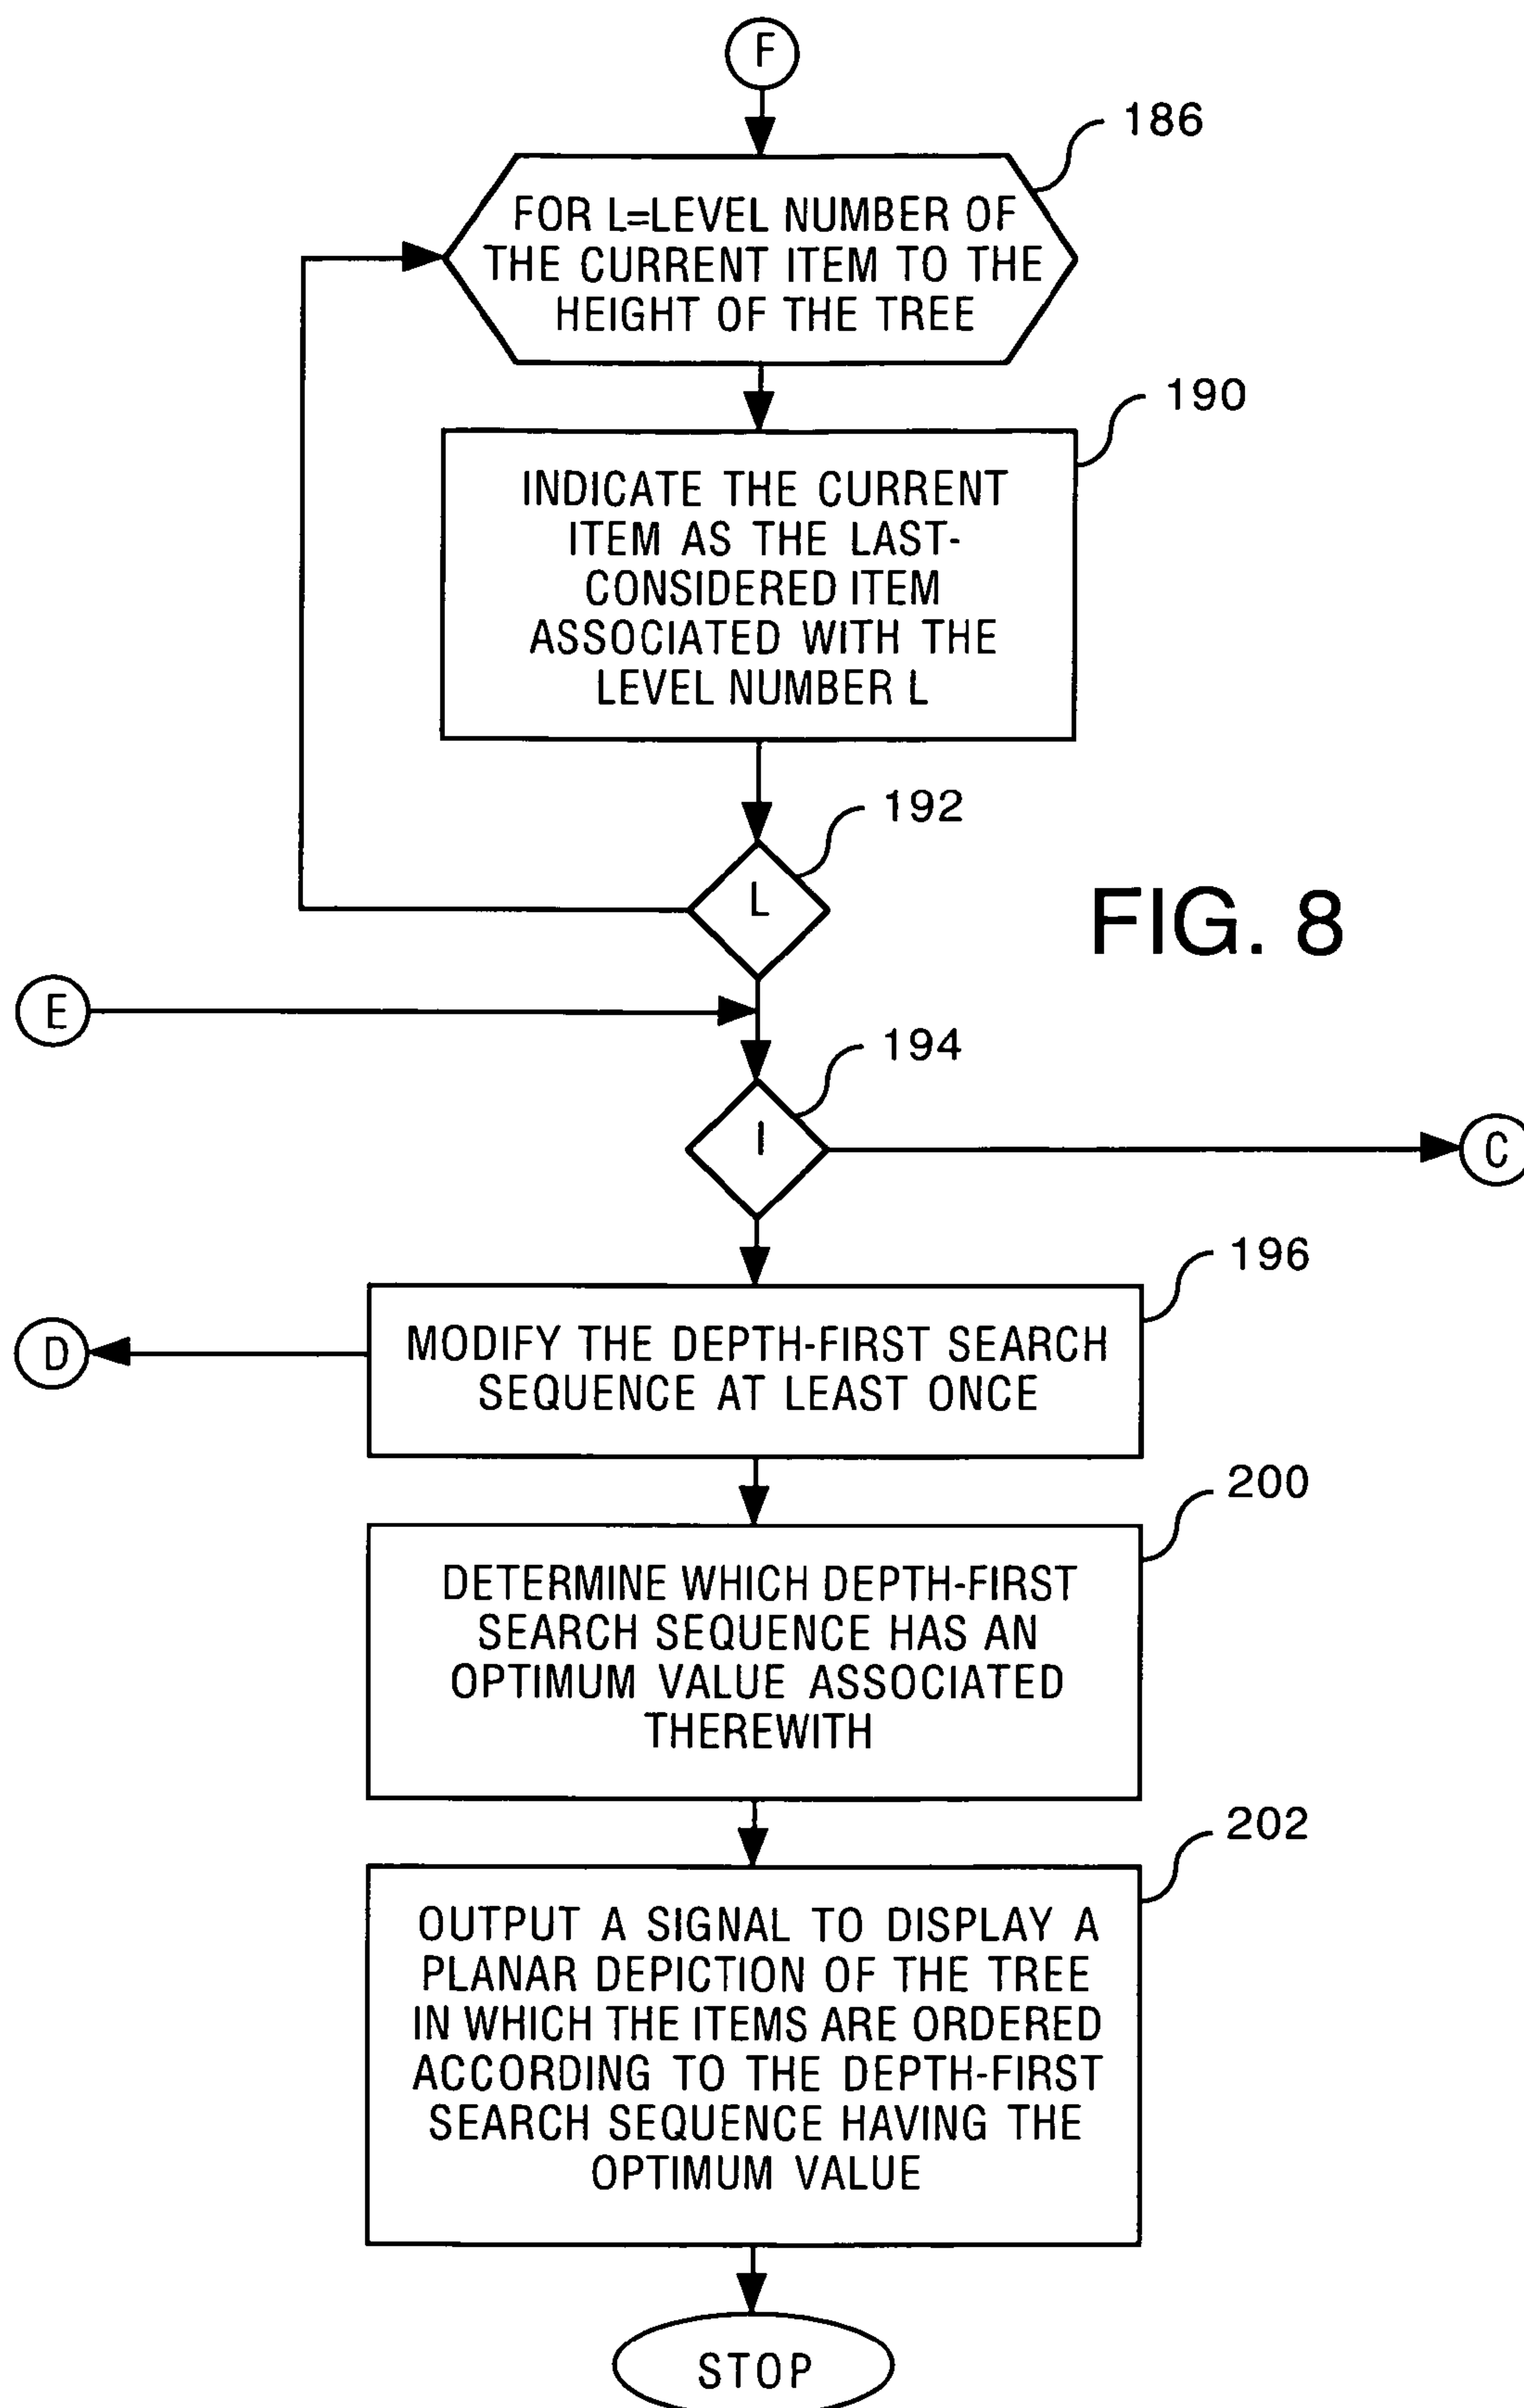 F
186
FOR L=LEVEL NUMBER OF
THE CURRENT ITEM TO THE
HEIGHT OF THE TREE
190
INDICATE THE CURRENT
ITEM AS THE LAST-
CONSIDERED ITEM
ASSOCIATED WITH THE
LEVEL NUMBER L
192
L
FIG. 8
E
194
I
C
196
MODIFY THE DEPTH-FIRST SEARCH
SEQUENCE AT LEAST ONCE
D
200
DETERMINE WHICH DEPTH-FIRST
SEARCH SEQUENCE HAS AN
OPTIMUM VALUE ASSOCIATED
THEREWITH
202
OUTPUT A SIGNAL TO DISPLAY A
PLANAR DEPICTION OF THE TREE
IN WHICH THE ITEMS ARE ORDERED
ACCORDING TO THE DEPTH-FIRST
SEARCH SEQUENCE HAVING THE
OPTIMUM VALUE
STOP